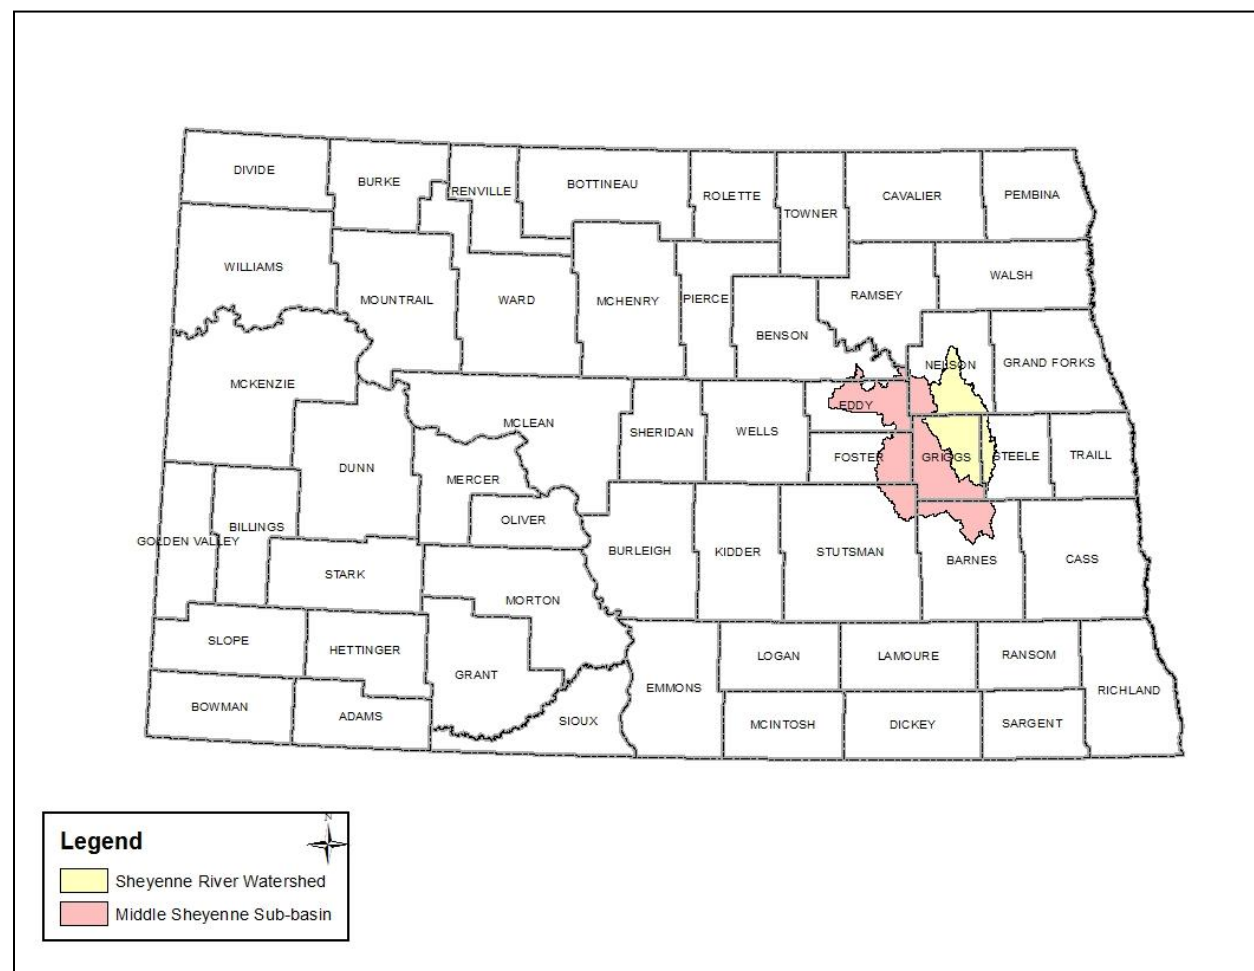 DIVIDE
BURKE
RENVILLE
BOTTINEAU
ROLETTE
TOWNER
CAVALIER
PEMBINA
WILLIAMS
MOUNTRAIL
WARD
MCHENRY
PIERCE
BENSON
RAMSEY
WALSH
NELSON
GRAND FORKS
MCKENZIE
DUNN
MCLEAN
MERCER
OLIVER
SHERIDAN
WELLS
EDDY
FOSTER
GRIGGS
STEELE
TRAILL
GOLDEN VALLEY
BILLINGS
STARK
MORTON
BURLEIGH
KIDDER
STUTSMAN
BARNES
CASS
SLOPE
HETTINGER
GRANT
EMMONS
LOGAN
LAMOURE
RANSOM
RICHLAND
BOWMAN
ADAMS
SIOUX
MCINTOSH
DICKEY
SARGENT
N
Legend
Sheyenne River Watershed
Middle Sheyenne Sub-basin